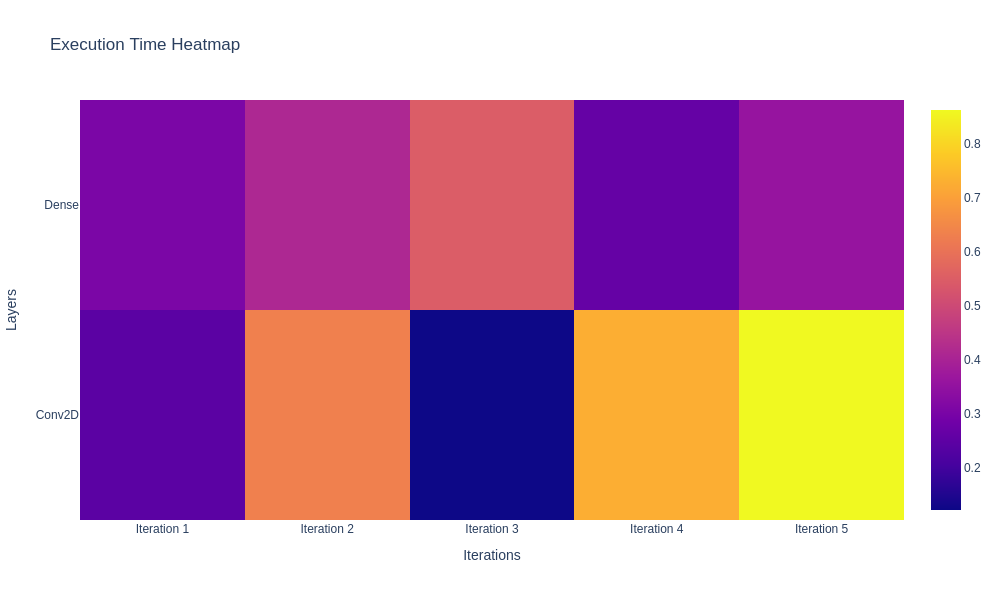 Execution Time Heatmap
Dense
Conv2D
Layers
Iteration 1
Iteration 2
Iteration 3
Iteration 4
Iteration 5
Iterations
0.8
0.7
0.6
0.5
0.4
0.3
0.2